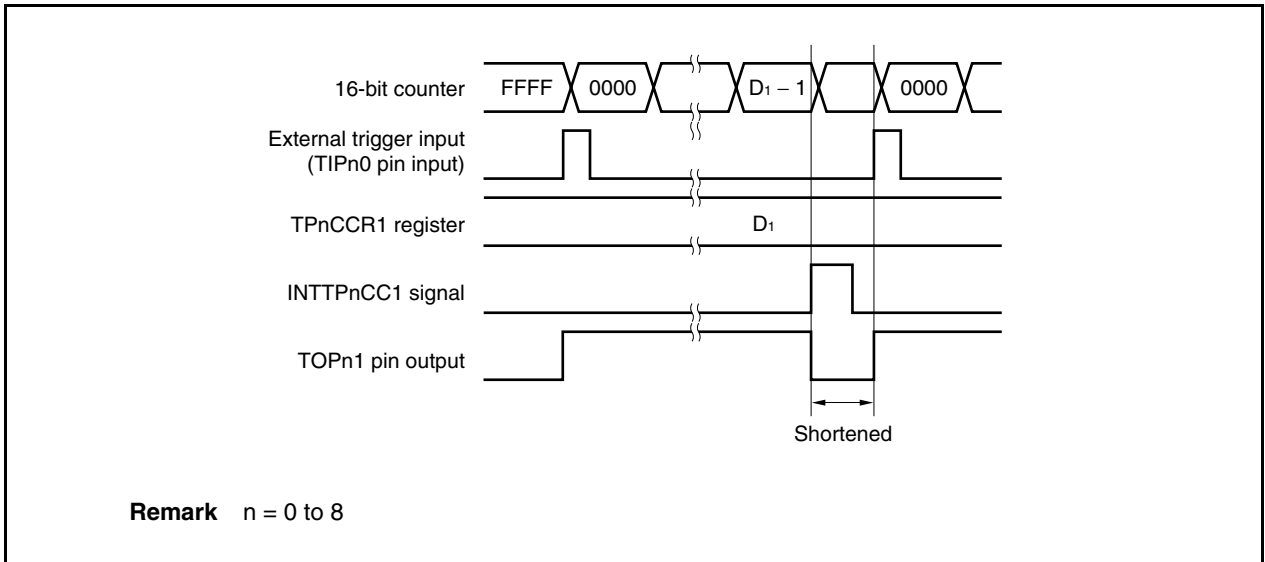 16-bit counter
FFFF 0000 D₁ – 1 0000
External trigger input
(TIPn0 pin input)
TPnCCR1 register
D₁
INTTPnCC1 signal
TOPn1 pin output
Shortened
Remark n = 0 to 8